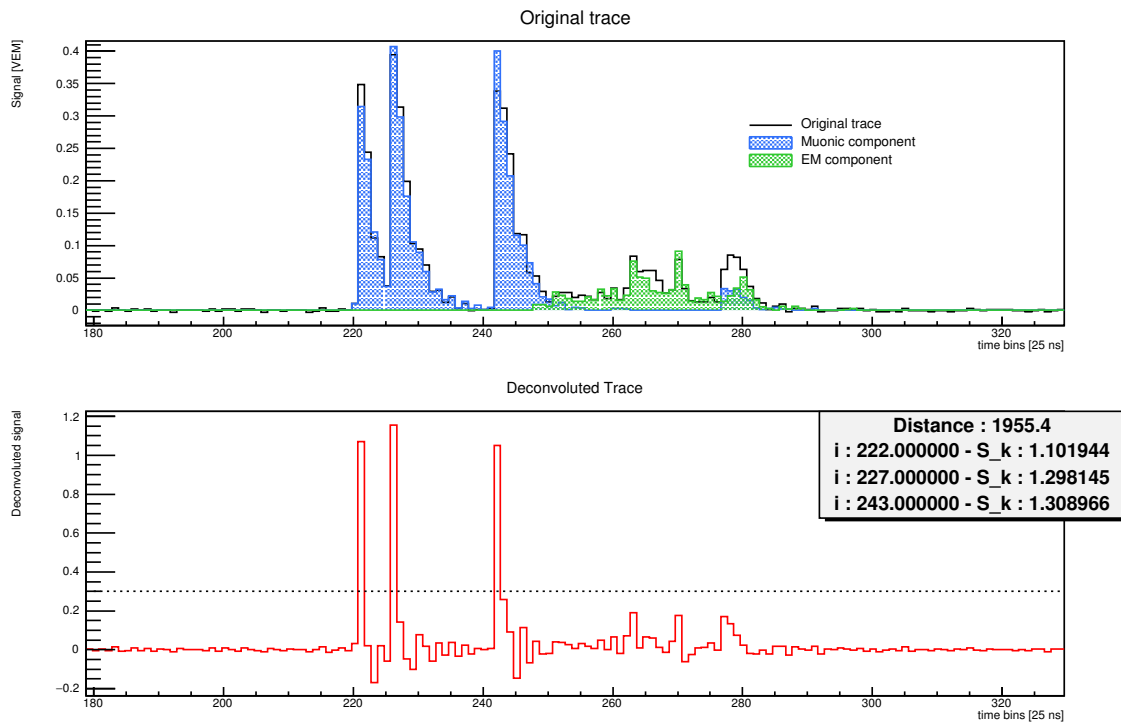 Original trace
Signal [VEM]
0.4
0.35
0.3
0.25
0.2
0.15
0.1
0.05
0
Original trace
Muonic component
EM component
180 200 220 240 260 280 300 320
time bins [25 ns]
Deconvoluted Trace
Deconvoluted signal
1.2
1
0.8
0.6
0.4
0.2
0
−0.2
Distance : 1955.4
i : 222.000000 - S_k : 1.101944
i : 227.000000 - S_k : 1.298145
i : 243.000000 - S_k : 1.308966
180 200 220 240 260 280 300 320
time bins [25 ns]